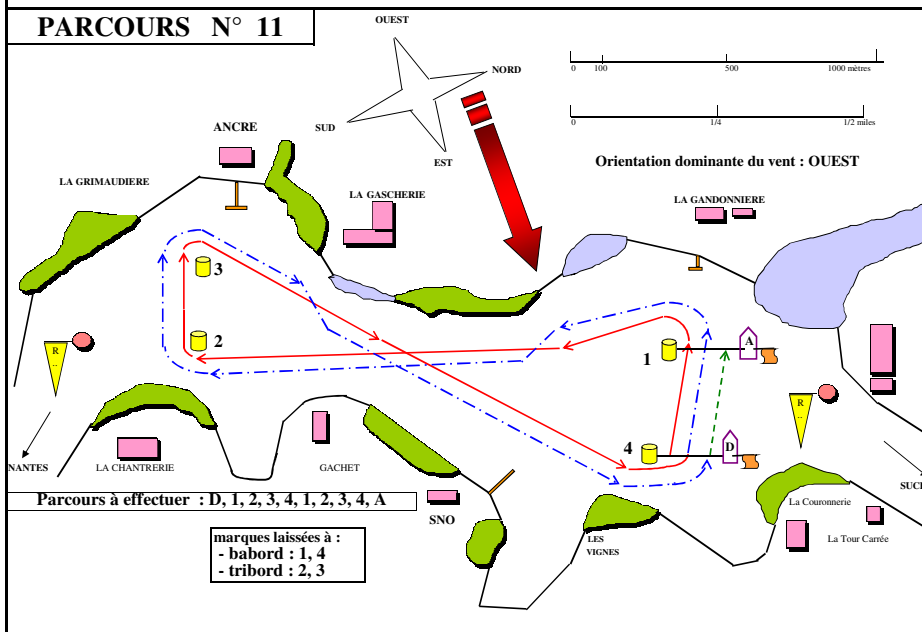 PARCOURS N° 11
OUEST
NORD
SUD
EST
0 100 500 1000 mètres
0 1/4 1/2 miles
Orientation dominante du vent : OUEST
ANCRE
LA GRIMAUDIERE
LA GASCHERIE
LA GANDONNIERE
3
2
1
A
R
..
R
..
4
D
NANTES
LA CHANTRERIE
GACHET
SUCE
Parcours à effectuer : D, 1, 2, 3, 4, 1, 2, 3, 4, A
SNO
La Couronnerie
La Tour Carrée
LES
VIGNES
marques laissées à :
- babord : 1, 4
- tribord : 2, 3